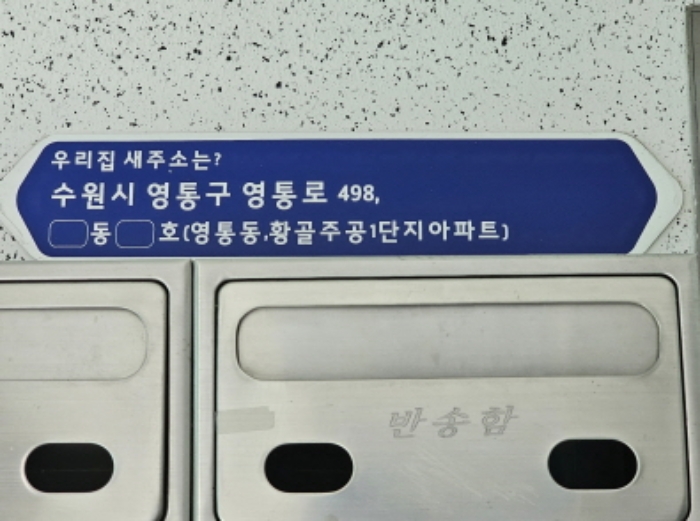 우리집 새주소는?
수원시 영통구 영통로 498,
동 호(영통동,황골주공1단지아파트)
반송함